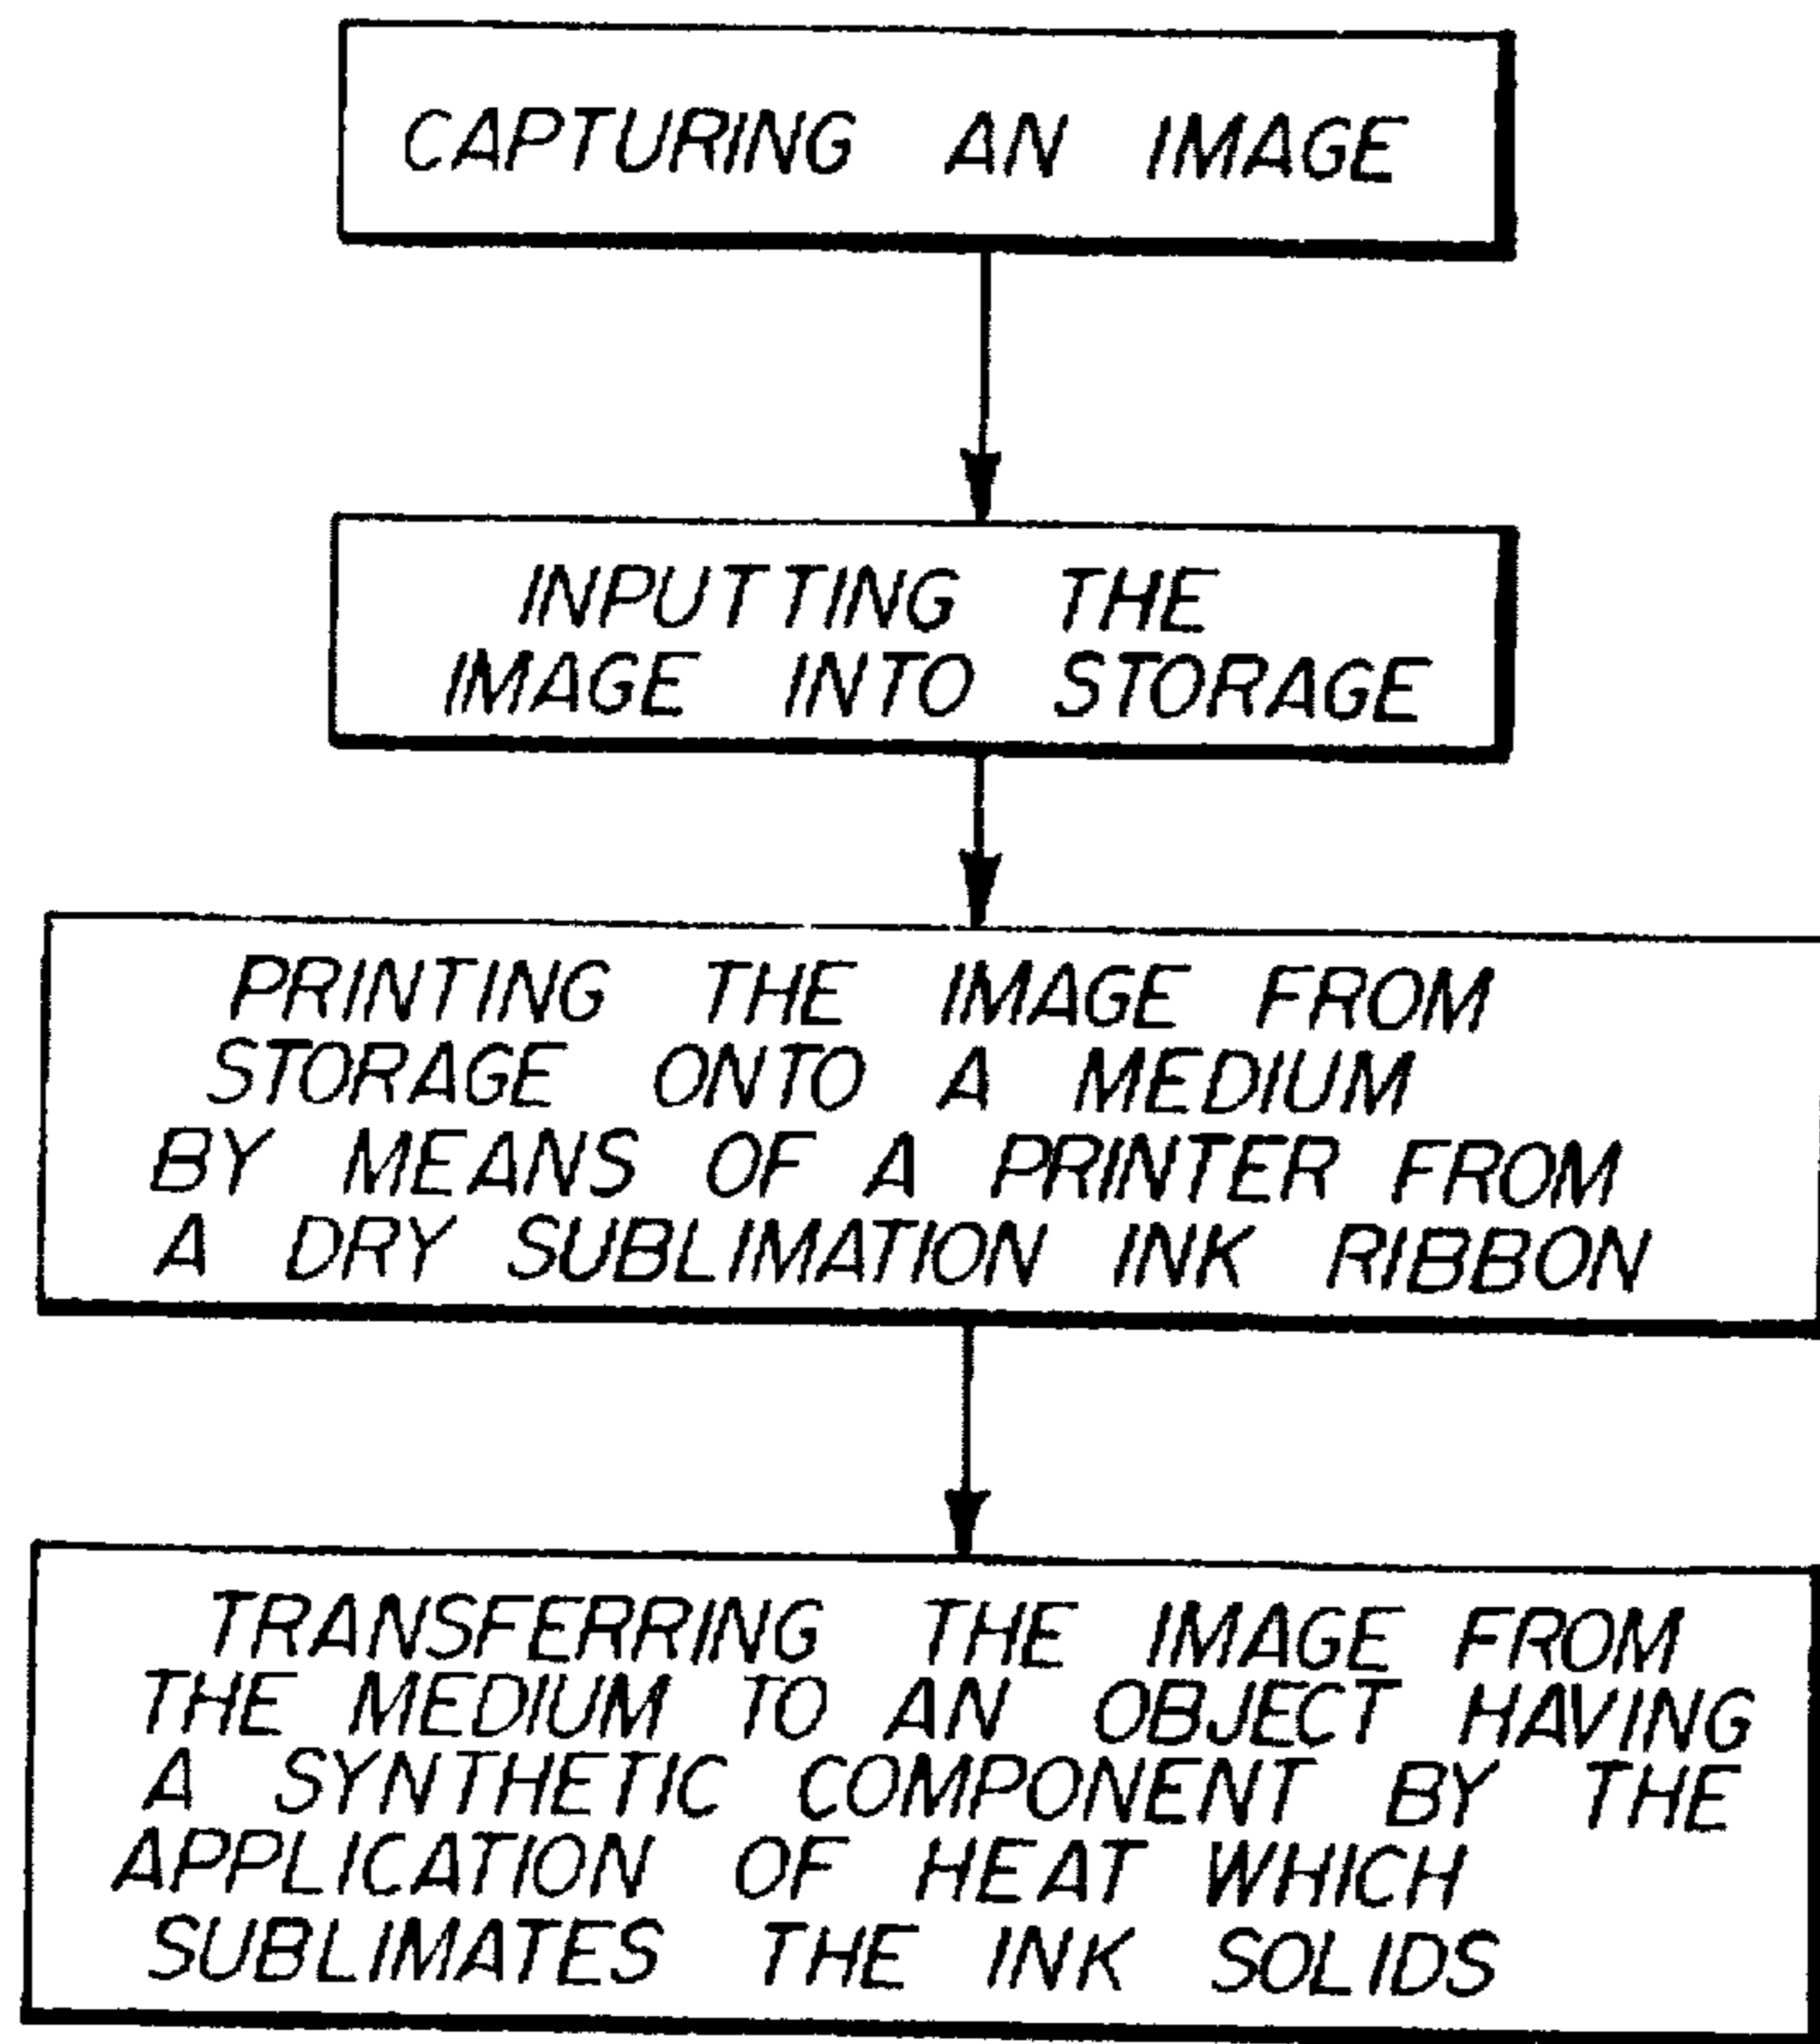 CAPTURING AN IMAGE
INPUTTING THE
IMAGE INTO STORAGE
PRINTING THE IMAGE FROM
STORAGE ONTO A MEDIUM
BY MEANS OF A PRINTER FROM
A DRY SUBLIMATION INK RIBBON
TRANSFERRING THE IMAGE FROM
THE MEDIUM TO AN OBJECT HAVING
A SYNTHETIC COMPONENT BY THE
APPLICATION OF HEAT WHICH
SUBLIMATES THE INK SOLIDS